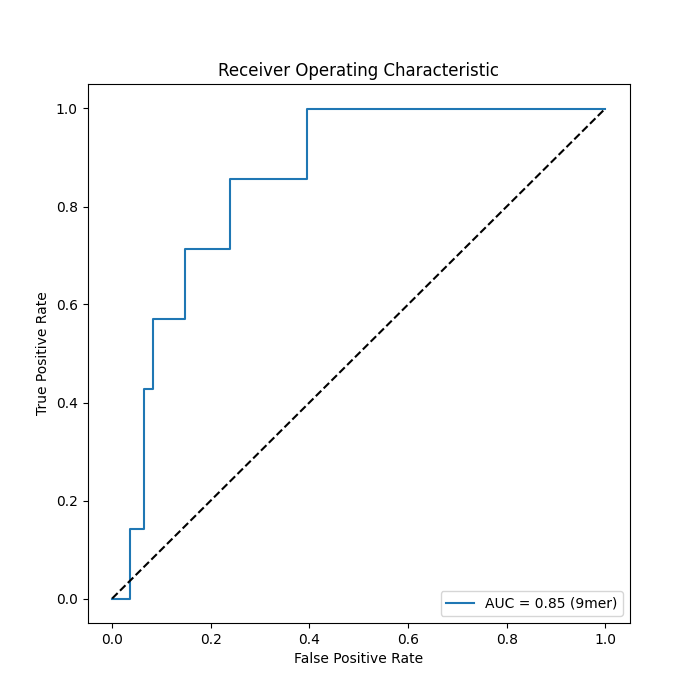 Receiver Operating Characteristic
True Positive Rate
1.0
0.8
0.6
0.4
0.2
0.0
AUC = 0.85 (9mer)
0.0 0.2 0.4 0.6 0.8 1.0
False Positive Rate